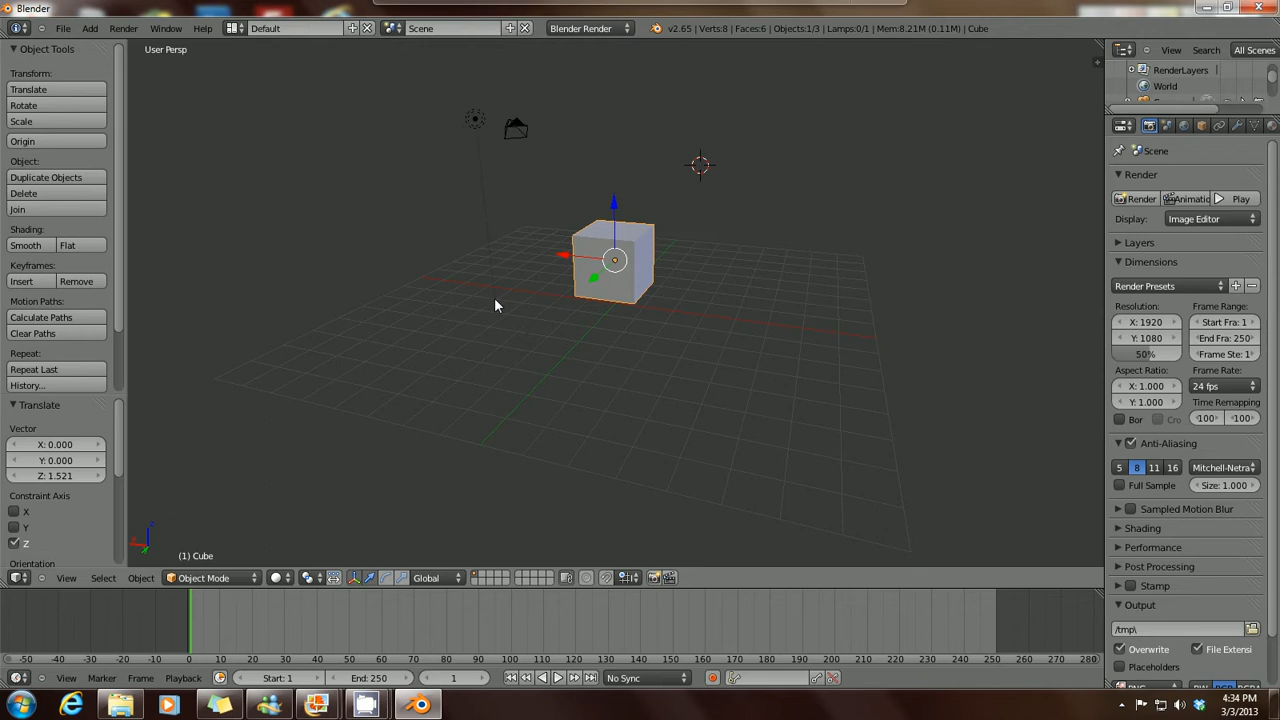 Blender
File Add Render Window Help Default Scene Blender Render v2.65 | Verts:8 | Faces:6 | Objects:1/3 | Lamps:0/1 | Mem:8.21M (0.11M) | Cube
Object Tools
Transform:
Translate
Rotate
Scale
Origin
Object:
Duplicate Objects
Delete
Join
Shading:
Smooth Flat
Keyframes:
Insert Remove
Motion Paths:
Calculate Paths
Clear Paths
Repeat:
Repeat Last
History...
Translate
Vector
X: 0.000
Y: 0.000
Z: 1.521
Constraint Axis
X
Y
Z
Orientation
User Persp
(1) Cube
View Select Object Object Mode Global
View Search All Scenes
RenderLayers
World
Scene
Render
Render Animatic Play
Display: Image Editor
Layers
Dimensions
Render Presets
Resolution: Frame Range:
X: 1920 Start Fra: 1
Y: 1080 End Fra: 250
50% Frame Ste: 1
Aspect Ratio: Frame Rate:
X: 1.000 24 fps
Y: 1.000 Time Remapping
Bor Cro 100 100
Anti-Aliasing
5 8 11 16 Mitchell-Netra
Full Sample Size: 1.000
Sampled Motion Blur
Shading
Performance
Post Processing
Stamp
Output
/tmp\
Overwrite File Extensi
Placeholders
-50 -40 -30 -20 -10 0 10 20 30 40 50 60 70 80 90 100 110 120 130 140 150 160 170 180 190 200 210 220 230 240 250 260 270 280
View Marker Frame Playback Start: 1 End: 250 1 No Sync
4:34 PM
3/3/2013